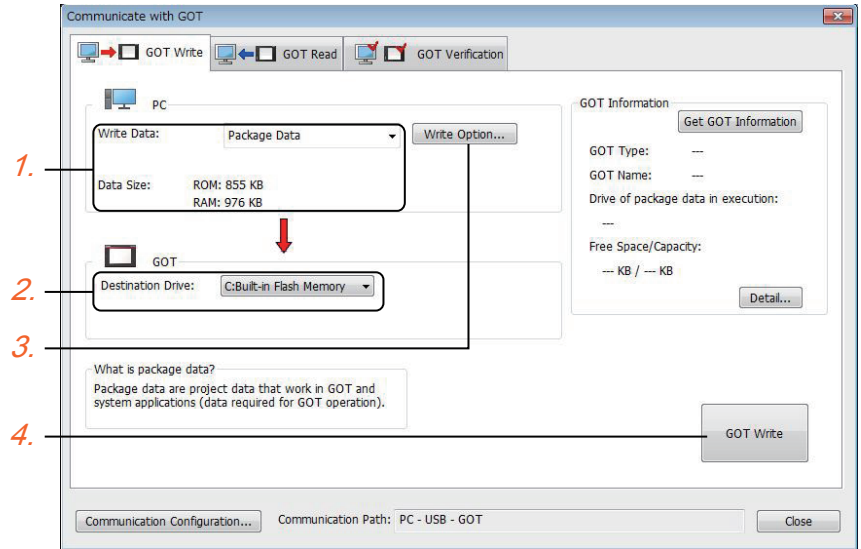 Communicate with GOT
GOT Write
GOT Read
GOT Verification
PC
Write Data:
Package Data
Write Option...
Data Size:
ROM: 855 KB
RAM: 976 KB
GOT
Destination Drive:
C:Built-in Flash Memory
What is package data?
Package data are project data that work in GOT and
system applications (data required for GOT operation).
GOT Information
Get GOT Information
GOT Type:
---
GOT Name:
---
Drive of package data in execution:
---
Free Space/Capacity:
--- KB / --- KB
Detail...
GOT Write
Communication Configuration...
Communication Path:
PC - USB - GOT
Close
1.
2.
3.
4.